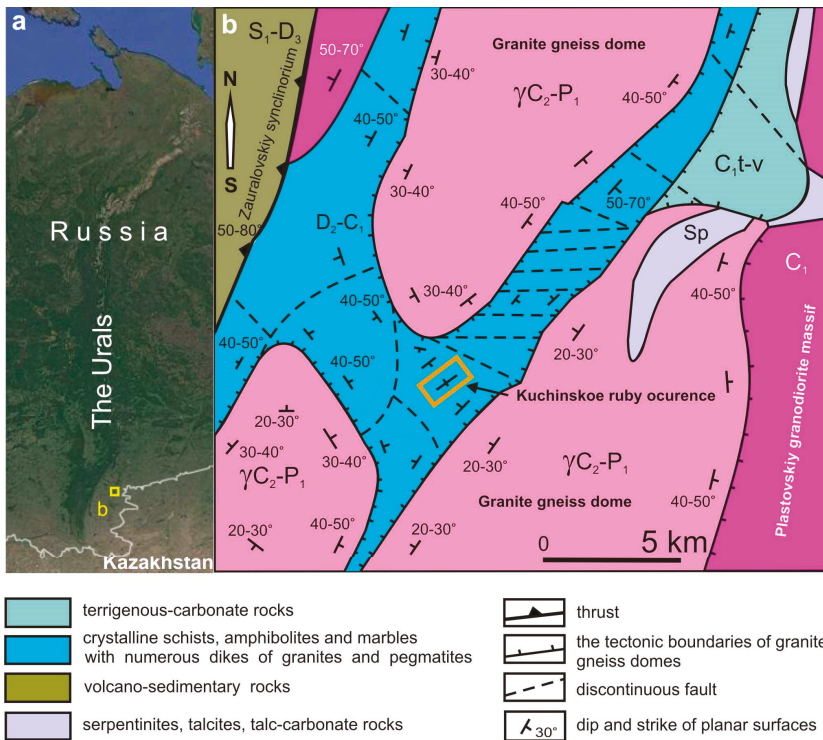 a
N
S
Russia
The Urals
b
Kazakhstan
b
S₁-D₃
Zauralovskiy synclinorium
50-80°
50-70°
40-50°
30-40°
Granite gneiss dome
γC₂-P₁
40-50°
30-40°
40-50°
50-70°
C₁t-v
D₂-C₁
Sp
C₁
40-50°
40-50°
30-40°
20-30°
40-50°
40-50°
Kuchinskoe ruby ocurence
20-30°
30-40°
30-40°
γC₂-P₁
20-30°
40-50°
20-30°
20-30°
γC₂-P₁
Granite gneiss dome
40-50°
Plastovskiy granodiorite massif
0
5 km
terrigenous-carbonate rocks
crystalline schists, amphibolites and marbles
with numerous dikes of granites and pegmatites
volcano-sedimentary rocks
serpentinites, talcites, talc-carbonate rocks
thrust
the tectonic boundaries of granite
gneiss domes
discontinuous fault
30°
dip and strike of planar surfaces